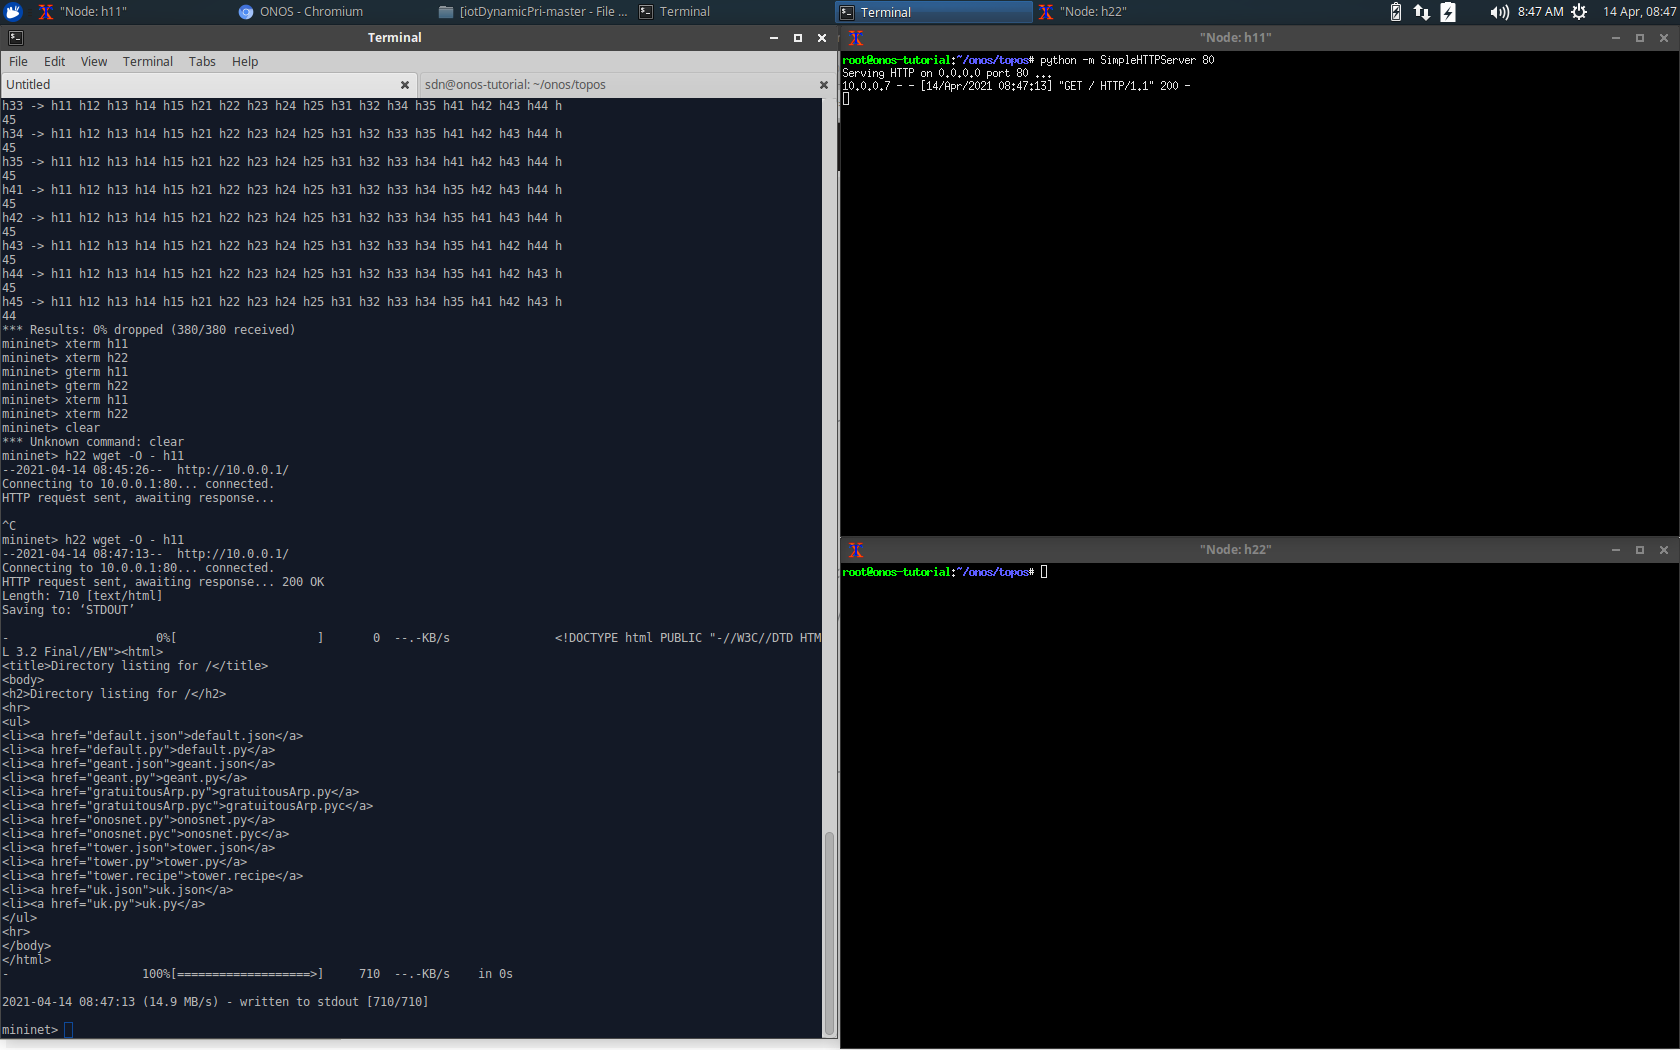 "Node: h11"
ONOS - Chromium
[iotDynamicPri-master - File ...
Terminal
Terminal
"Node: h22"
8:47 AM
14 Apr, 08:47
Terminal
File Edit View Terminal Tabs Help
Untitled
sdn@onos-tutorial: ~/onos/topos
h33 -> h11 h12 h13 h14 h15 h21 h22 h23 h24 h25 h31 h32 h34 h35 h41 h42 h43 h44 h
45
h34 -> h11 h12 h13 h14 h15 h21 h22 h23 h24 h25 h31 h32 h33 h35 h41 h42 h43 h44 h
45
h35 -> h11 h12 h13 h14 h15 h21 h22 h23 h24 h25 h31 h32 h33 h34 h41 h42 h43 h44 h
45
h41 -> h11 h12 h13 h14 h15 h21 h22 h23 h24 h25 h31 h32 h33 h34 h35 h42 h43 h44 h
45
h42 -> h11 h12 h13 h14 h15 h21 h22 h23 h24 h25 h31 h32 h33 h34 h35 h41 h43 h44 h
45
h43 -> h11 h12 h13 h14 h15 h21 h22 h23 h24 h25 h31 h32 h33 h34 h35 h41 h42 h44 h
45
h44 -> h11 h12 h13 h14 h15 h21 h22 h23 h24 h25 h31 h32 h33 h34 h35 h41 h42 h43 h
45
h45 -> h11 h12 h13 h14 h15 h21 h22 h23 h24 h25 h31 h32 h33 h34 h35 h41 h42 h43 h
44
*** Results: 0% dropped (380/380 received)
mininet> xterm h11
mininet> xterm h22
mininet> gterm h11
mininet> gterm h22
mininet> xterm h11
mininet> xterm h22
mininet> clear
*** Unknown command: clear
mininet> h22 wget -O - h11
--2021-04-14 08:45:26--  http://10.0.0.1/
Connecting to 10.0.0.1:80... connected.
HTTP request sent, awaiting response...
^C
mininet> h22 wget -O - h11
--2021-04-14 08:47:13--  http://10.0.0.1/
Connecting to 10.0.0.1:80... connected.
HTTP request sent, awaiting response... 200 OK
Length: 710 [text/html]
Saving to: ‘STDOUT’
-                     0%[                    ]       0  --.-KB/s               <!DOCTYPE html PUBLIC "-//W3C//DTD HTM
L 3.2 Final//EN"><html>
<title>Directory listing for /</title>
<body>
<h2>Directory listing for /</h2>
<hr>
<ul>
<li><a href="default.json">default.json</a>
<li><a href="default.py">default.py</a>
<li><a href="geant.json">geant.json</a>
<li><a href="geant.py">geant.py</a>
<li><a href="gratuitousArp.py">gratuitousArp.py</a>
<li><a href="gratuitousArp.pyc">gratuitousArp.pyc</a>
<li><a href="onosnet.py">onosnet.py</a>
<li><a href="onosnet.pyc">onosnet.pyc</a>
<li><a href="tower.json">tower.json</a>
<li><a href="tower.py">tower.py</a>
<li><a href="tower.recipe">tower.recipe</a>
<li><a href="uk.json">uk.json</a>
<li><a href="uk.py">uk.py</a>
</ul>
<hr>
</body>
</html>
-                   100%[===================>]     710  --.-KB/s    in 0s
2021-04-14 08:47:13 (14.9 MB/s) - written to stdout [710/710]
mininet>
"Node: h11"
root@onos-tutorial:~/onos/topos# python -m SimpleHTTPServer 80
Serving HTTP on 0.0.0.0 port 80 ...
10.0.0.7 - - [14/Apr/2021 08:47:13] "GET / HTTP/1.1" 200 -
"Node: h22"
root@onos-tutorial:~/onos/topos#